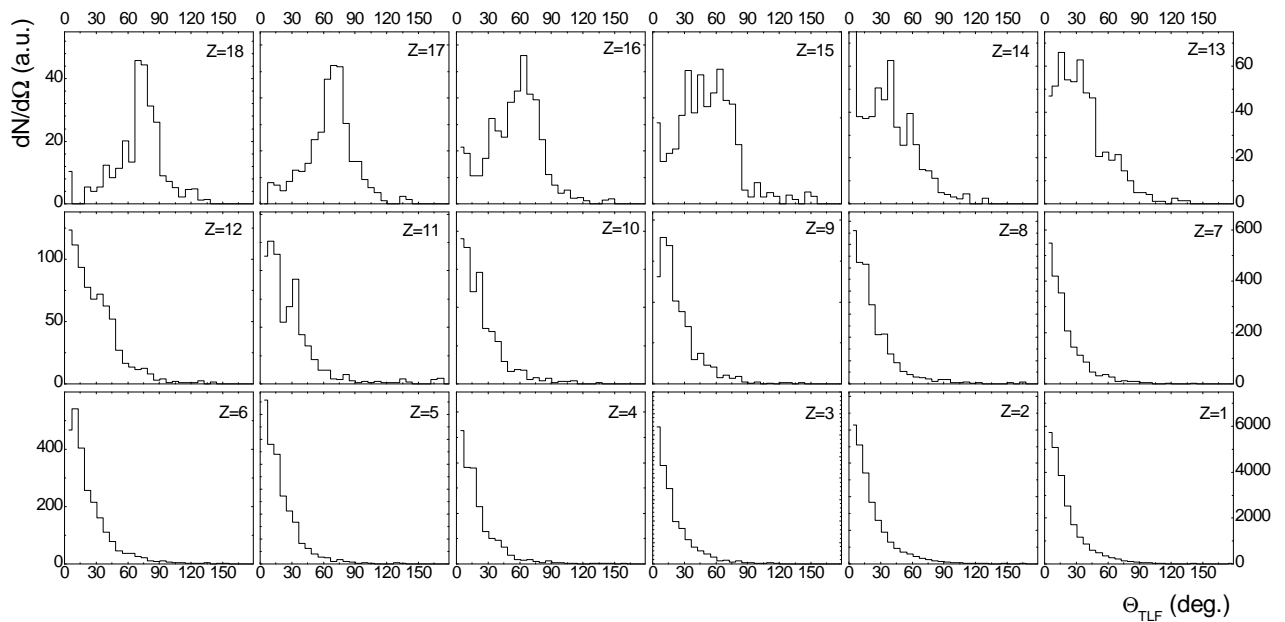 0 30 60 90 120 150 0 30 60 90 120 150 0 30 60 90 120 150 0 30 60 90 120 150 0 30 60 90 120 150 0 30 60 90 120 150
dN/dΩ (a.u.)
Z=18 Z=17 Z=16 Z=15 Z=14 Z=13
40 60
40
20 20
0 0
Z=12 Z=11 Z=10 Z=9 Z=8 Z=7
600
100 400
50 200
0 0
Z=6 Z=5 Z=4 Z=3 Z=2 Z=1
6000
400 4000
200 2000
0 0
0 30 60 90 120 150 0 30 60 90 120 150 0 30 60 90 120 150 0 30 60 90 120 150 0 30 60 90 120 150 0 30 60 90 120 150
Θ_TLF (deg.)